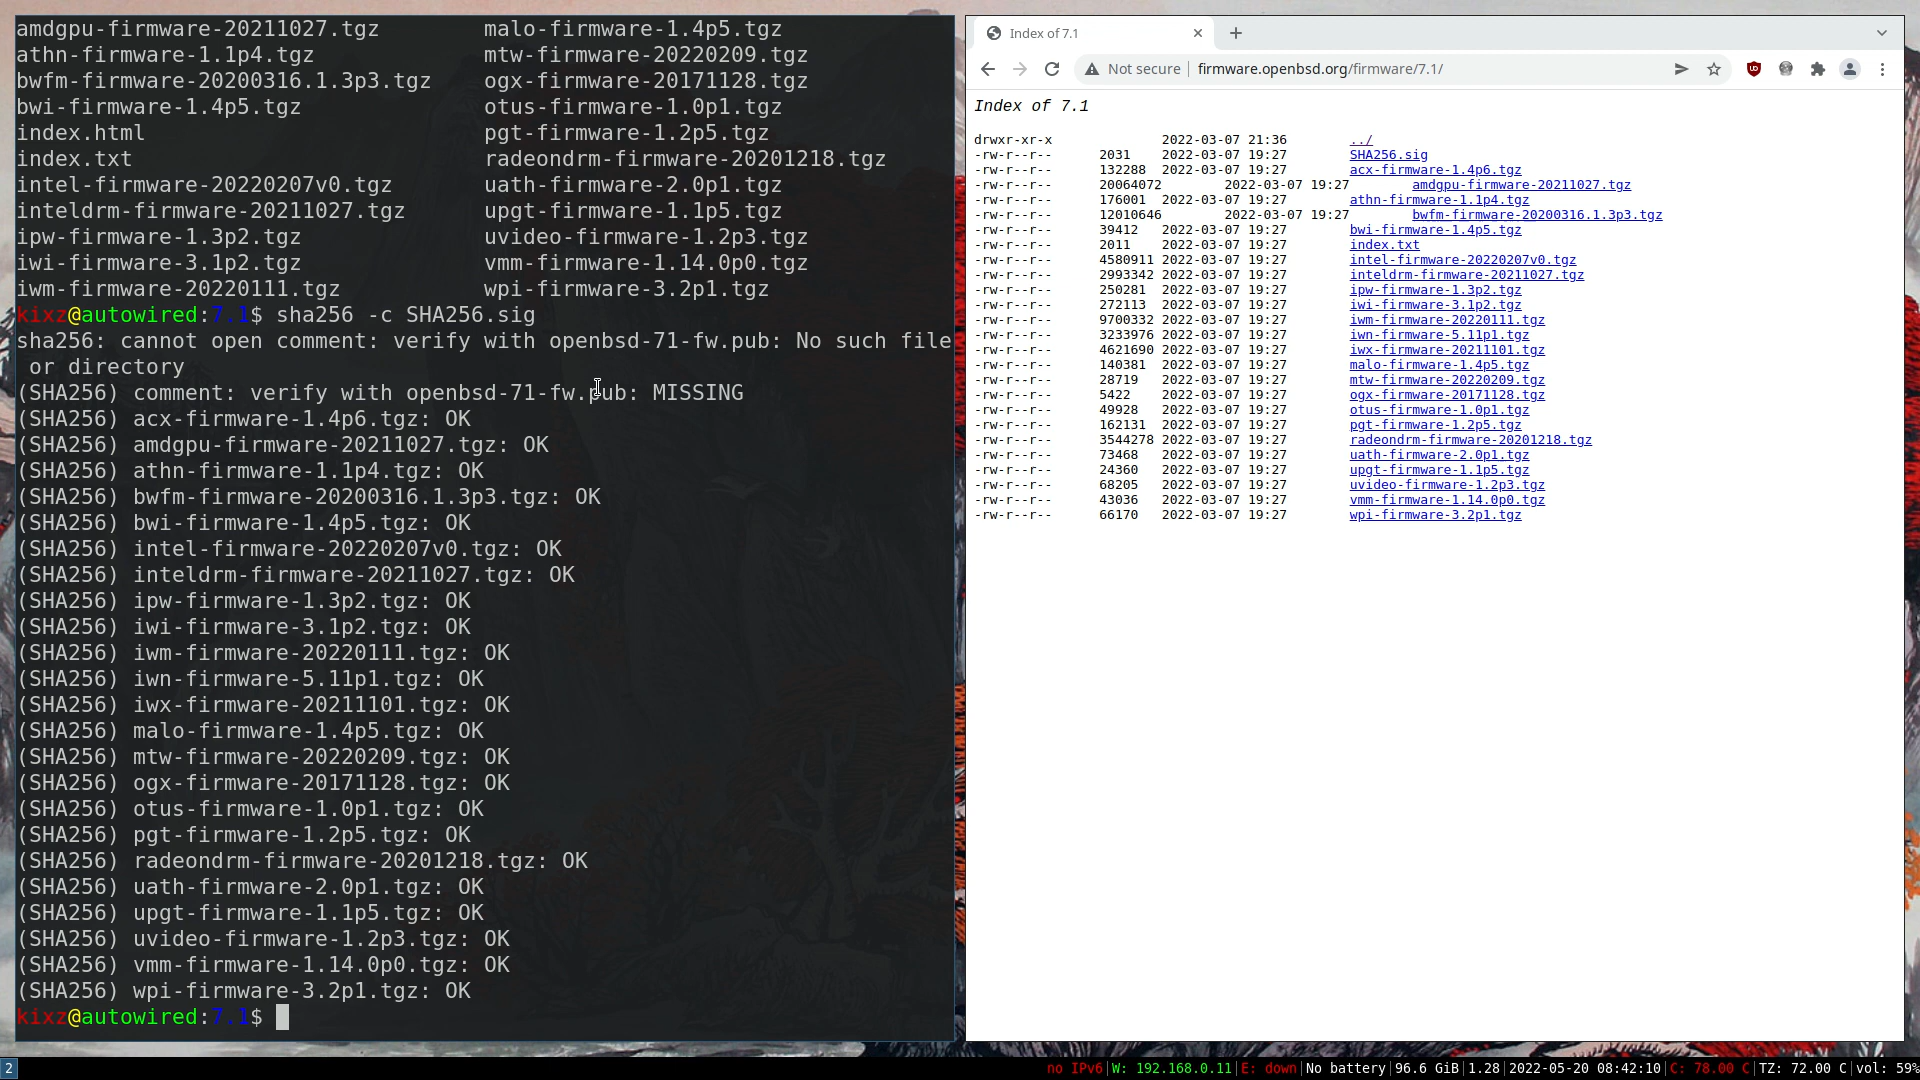 amdgpu-firmware-20211027.tgz malo-firmware-1.4p5.tgz
athn-firmware-1.1p4.tgz mtw-firmware-20220209.tgz
bwfm-firmware-20200316.1.3p3.tgz ogx-firmware-20171128.tgz
bwi-firmware-1.4p5.tgz otus-firmware-1.0p1.tgz
index.html pgt-firmware-1.2p5.tgz
index.txt radeondrm-firmware-20201218.tgz
intel-firmware-20220207v0.tgz uath-firmware-2.0p1.tgz
inteldrm-firmware-20211027.tgz upgt-firmware-1.1p5.tgz
ipw-firmware-1.3p2.tgz uvideo-firmware-1.2p3.tgz
iwi-firmware-3.1p2.tgz vmm-firmware-1.14.0p0.tgz
iwm-firmware-20220111.tgz wpi-firmware-3.2p1.tgz
kixz@autowired:7.1$ sha256 -c SHA256.sig
sha256: cannot open comment: verify with openbsd-71-fw.pub: No such file
or directory
(SHA256) comment: verify with openbsd-71-fw.pub: MISSING
(SHA256) acx-firmware-1.4p6.tgz: OK
(SHA256) amdgpu-firmware-20211027.tgz: OK
(SHA256) athn-firmware-1.1p4.tgz: OK
(SHA256) bwfm-firmware-20200316.1.3p3.tgz: OK
(SHA256) bwi-firmware-1.4p5.tgz: OK
(SHA256) intel-firmware-20220207v0.tgz: OK
(SHA256) inteldrm-firmware-20211027.tgz: OK
(SHA256) ipw-firmware-1.3p2.tgz: OK
(SHA256) iwi-firmware-3.1p2.tgz: OK
(SHA256) iwm-firmware-20220111.tgz: OK
(SHA256) iwn-firmware-5.11p1.tgz: OK
(SHA256) iwx-firmware-20211101.tgz: OK
(SHA256) malo-firmware-1.4p5.tgz: OK
(SHA256) mtw-firmware-20220209.tgz: OK
(SHA256) ogx-firmware-20171128.tgz: OK
(SHA256) otus-firmware-1.0p1.tgz: OK
(SHA256) pgt-firmware-1.2p5.tgz: OK
(SHA256) radeondrm-firmware-20201218.tgz: OK
(SHA256) uath-firmware-2.0p1.tgz: OK
(SHA256) upgt-firmware-1.1p5.tgz: OK
(SHA256) uvideo-firmware-1.2p3.tgz: OK
(SHA256) vmm-firmware-1.14.0p0.tgz: OK
(SHA256) wpi-firmware-3.2p1.tgz: OK
kixz@autowired:7.1$
Index of 7.1
Not secure firmware.openbsd.org/firmware/7.1/
Index of 7.1
drwxr-xr-x 2022-03-07 21:36 ../
-rw-r--r-- 2031 2022-03-07 19:27 SHA256.sig
-rw-r--r-- 132288 2022-03-07 19:27 acx-firmware-1.4p6.tgz
-rw-r--r-- 20064072 2022-03-07 19:27 amdgpu-firmware-20211027.tgz
-rw-r--r-- 176001 2022-03-07 19:27 athn-firmware-1.1p4.tgz
-rw-r--r-- 12010646 2022-03-07 19:27 bwfm-firmware-20200316.1.3p3.tgz
-rw-r--r-- 39412 2022-03-07 19:27 bwi-firmware-1.4p5.tgz
-rw-r--r-- 2011 2022-03-07 19:27 index.txt
-rw-r--r-- 4580911 2022-03-07 19:27 intel-firmware-20220207v0.tgz
-rw-r--r-- 2993342 2022-03-07 19:27 inteldrm-firmware-20211027.tgz
-rw-r--r-- 250281 2022-03-07 19:27 ipw-firmware-1.3p2.tgz
-rw-r--r-- 272113 2022-03-07 19:27 iwi-firmware-3.1p2.tgz
-rw-r--r-- 9700332 2022-03-07 19:27 iwm-firmware-20220111.tgz
-rw-r--r-- 3233976 2022-03-07 19:27 iwn-firmware-5.11p1.tgz
-rw-r--r-- 4621690 2022-03-07 19:27 iwx-firmware-20211101.tgz
-rw-r--r-- 140381 2022-03-07 19:27 malo-firmware-1.4p5.tgz
-rw-r--r-- 28719 2022-03-07 19:27 mtw-firmware-20220209.tgz
-rw-r--r-- 5422 2022-03-07 19:27 ogx-firmware-20171128.tgz
-rw-r--r-- 49928 2022-03-07 19:27 otus-firmware-1.0p1.tgz
-rw-r--r-- 162131 2022-03-07 19:27 pgt-firmware-1.2p5.tgz
-rw-r--r-- 3544278 2022-03-07 19:27 radeondrm-firmware-20201218.tgz
-rw-r--r-- 73468 2022-03-07 19:27 uath-firmware-2.0p1.tgz
-rw-r--r-- 24360 2022-03-07 19:27 upgt-firmware-1.1p5.tgz
-rw-r--r-- 68205 2022-03-07 19:27 uvideo-firmware-1.2p3.tgz
-rw-r--r-- 43036 2022-03-07 19:27 vmm-firmware-1.14.0p0.tgz
-rw-r--r-- 66170 2022-03-07 19:27 wpi-firmware-3.2p1.tgz
2 no IPv6|W: 192.168.0.11|E: down|No battery|96.6 GiB|1.28|2022-05-20 08:42:10|C: 78.00 C|TZ: 72.00 C|vol: 59%